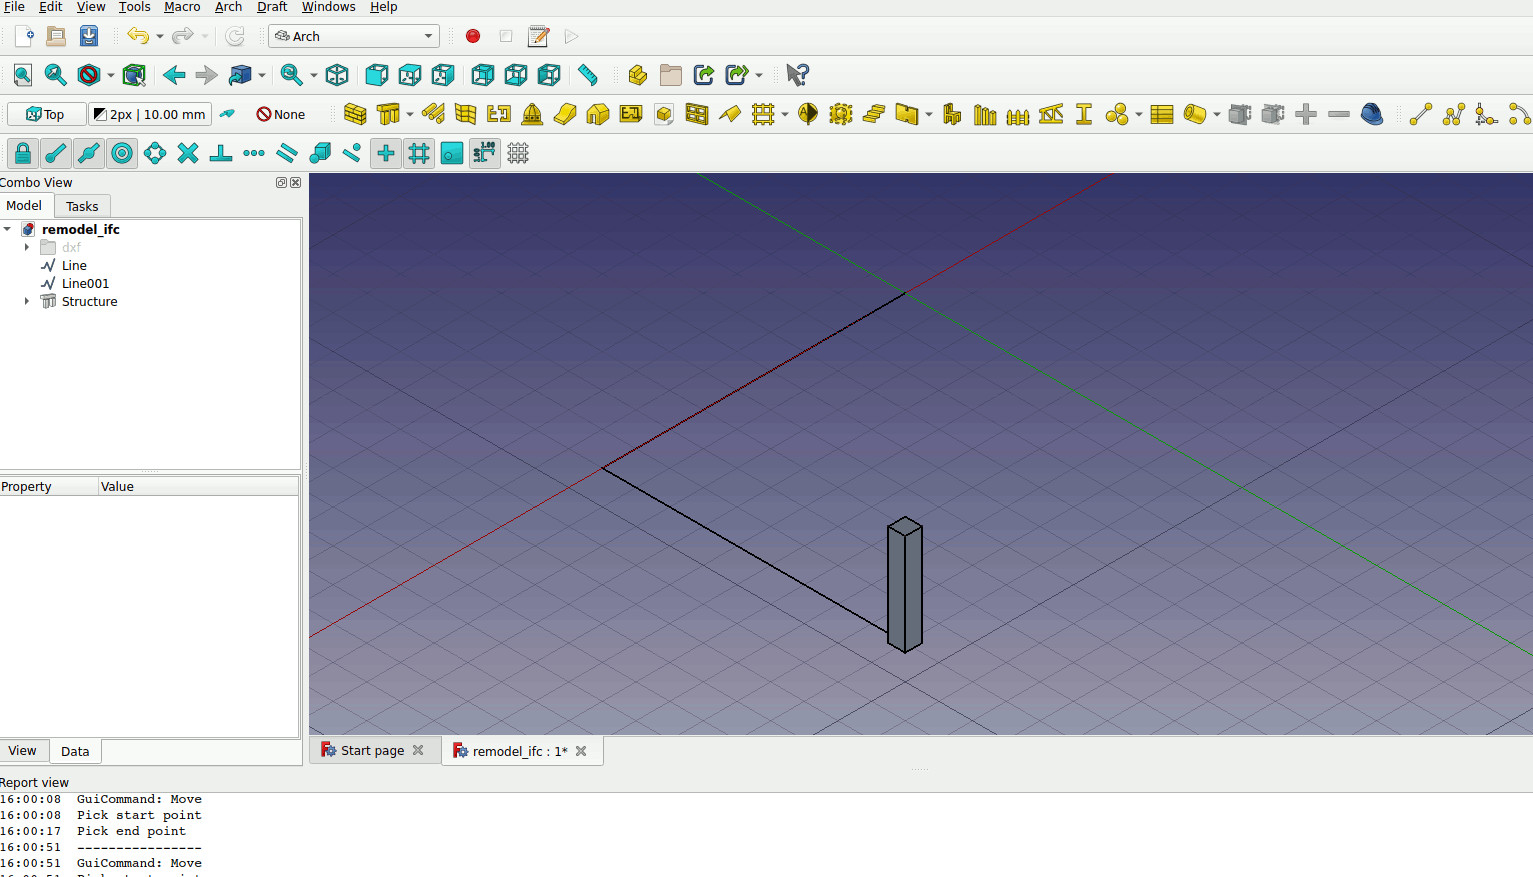 File Edit View Tools Macro Arch Draft Windows Help
Arch
Top 2px | 10.00 mm None
1.00
Combo View
Model Tasks
remodel_ifc
dxf
Line
Line001
Structure
Property Value
View Data
Start page remodel_ifc : 1*
Report view
16:00:08 GuiCommand: Move
16:00:08 Pick start point
16:00:17 Pick end point
16:00:51 ----------------
16:00:51 GuiCommand: Move